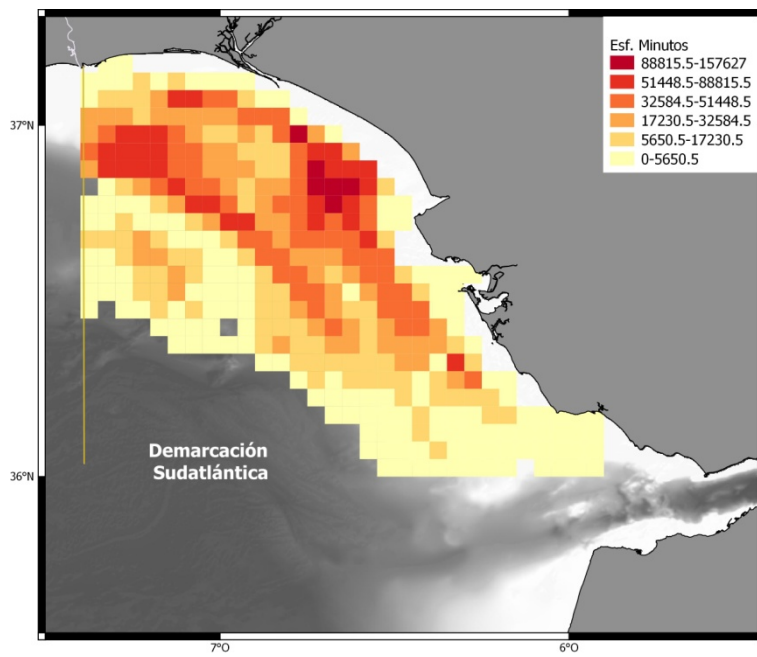 Esf. Minutos
88815.5-157627
51448.5-88815.5
32584.5-51448.5
17230.5-32584.5
5650.5-17230.5
0-5650.5
37°N
36°N
Demarcación
Sudatlántica
7°O
6°O